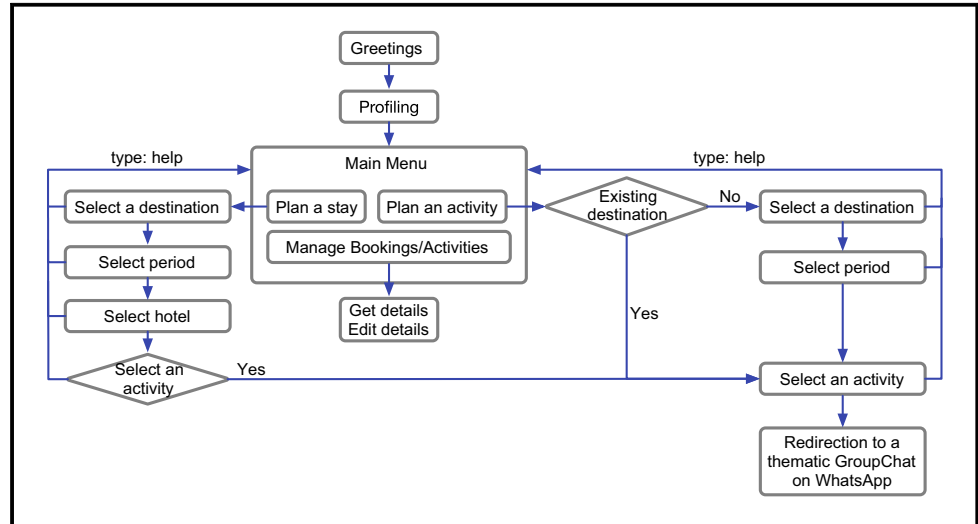 Greetings
Profiling
type: help
Main Menu
type: help
Select a destination
Plan a stay
Plan an activity
Existing
destination
No
Select a destination
Manage Bookings/Activities
Select period
Select period
Get details
Edit details
Select hotel
Yes
Select an
activity
Yes
Select an activity
Redirection to a
thematic GroupChat
on WhatsApp